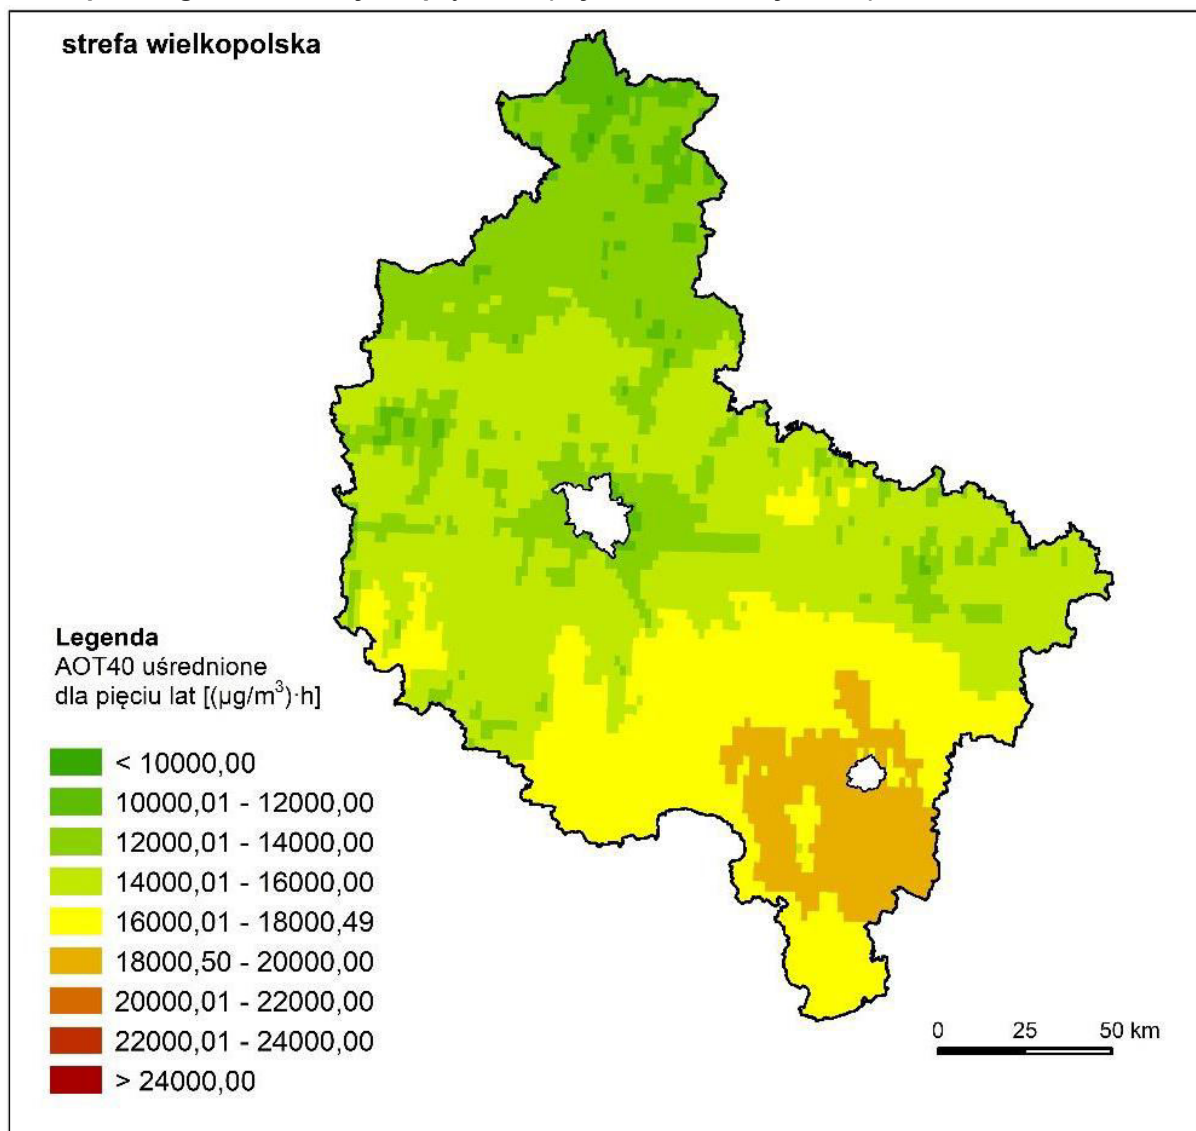 strefa wielkopolska
Legenda
AOT40 uśrednione
dla pięciu lat [(µg/m³)·h]
< 10000,00
10000,01 - 12000,00
12000,01 - 14000,00
14000,01 - 16000,00
16000,01 - 18000,49
18000,50 - 20000,00
20000,01 - 22000,00
22000,01 - 24000,00
> 24000,00
0 25 50 km